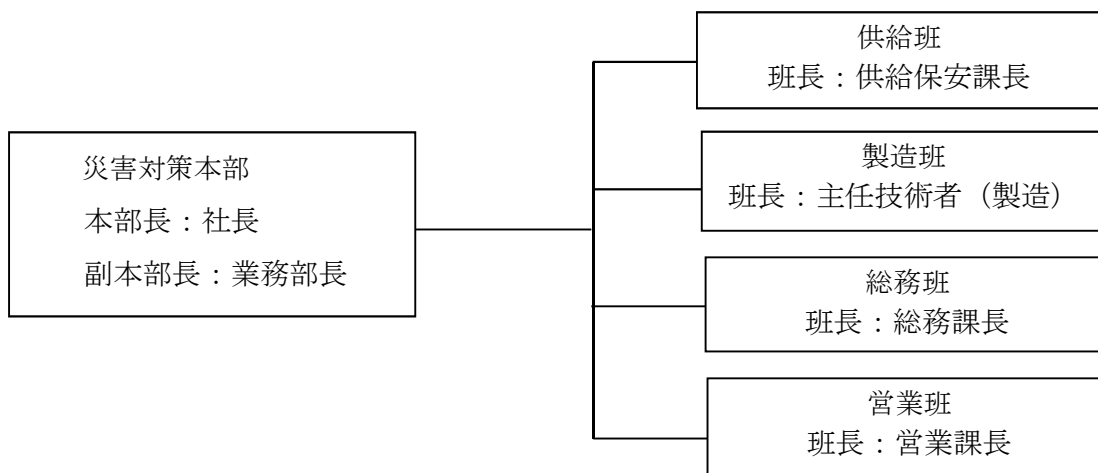 災害対策本部
本部長：社長
副本部長：業務部長
供給班
班長：供給保安課長
製造班
班長：主任技術者（製造）
総務班
班長：総務課長
営業班
班長：営業課長